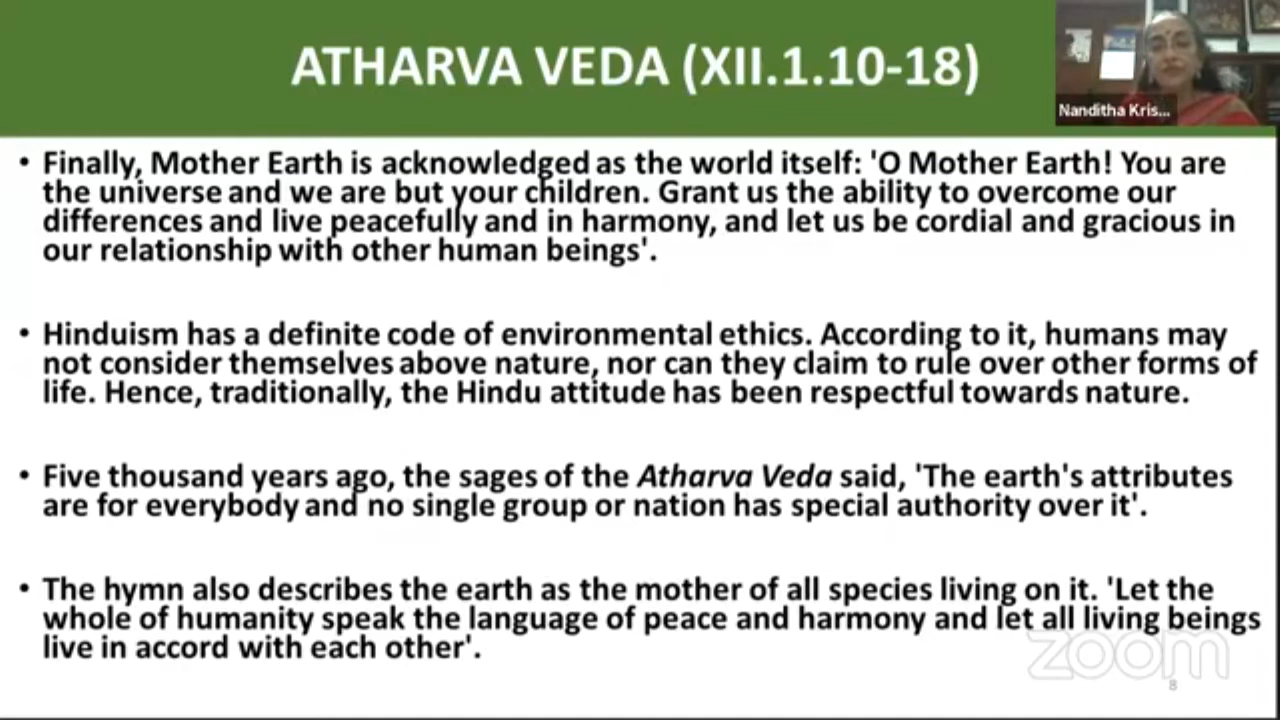 ATHARVA VEDA (XII.1.10-18)
Nanditha Kris...
• Finally, Mother Earth is acknowledged as the world itself: 'O Mother Earth! You are
the universe and we are but your children. Grant us the ability to overcome our
differences and live peacefully and in harmony, and let us be cordial and gracious in
our relationship with other human beings'.
• Hinduism has a definite code of environmental ethics. According to it, humans may
not consider themselves above nature, nor can they claim to rule over other forms of
life. Hence, traditionally, the Hindu attitude has been respectful towards nature.
• Five thousand years ago, the sages of the Atharva Veda said, 'The earth's attributes
are for everybody and no single group or nation has special authority over it'.
• The hymn also describes the earth as the mother of all species living on it. 'Let the
whole of humanity speak the language of peace and harmony and let all living beings
live in accord with each other'.
zoom
8